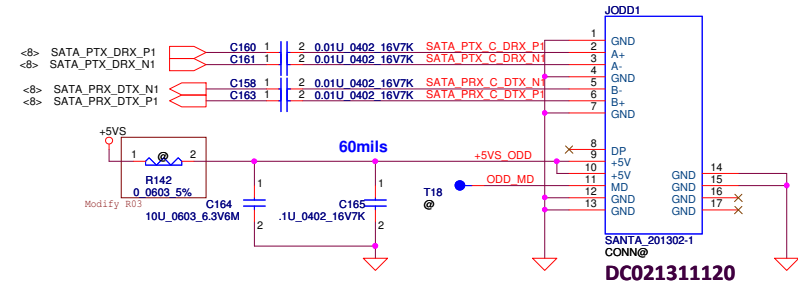 JODD1
<8> SATA_PTX_DRX_P1 C160 1 2 0.01U_0402_16V7K SATA_PTX_C_DRX_P1
<8> SATA_PTX_DRX_N1 C161 1 2 0.01U_0402_16V7K SATA_PTX_C_DRX_N1
<8> SATA_PRX_DTX_N1 C158 1 2 0.01U_0402_16V7K SATA_PRX_C_DTX_N1
<8> SATA_PRX_DTX_P1 C163 1 2 0.01U_0402_16V7K SATA_PRX_C_DTX_P1
1 GND
2 A+
3 A-
4 GND
5 B-
6 B+
7 GND
+5VS
1 @ 2
R142
0_0603_5%
Modify R03
60mils
1
C164
10U_0603_6.3V6M
2
1
C165
.1U_0402_16V7K
2
+5VS_ODD
T18
@
ODD_MD
8 DP
9 +5V
10 +5V
11 MD
12 GND
13 GND
GND 14
GND 15
GND 16
GND 17
SANTA_201302-1
CONN@
DC021311120